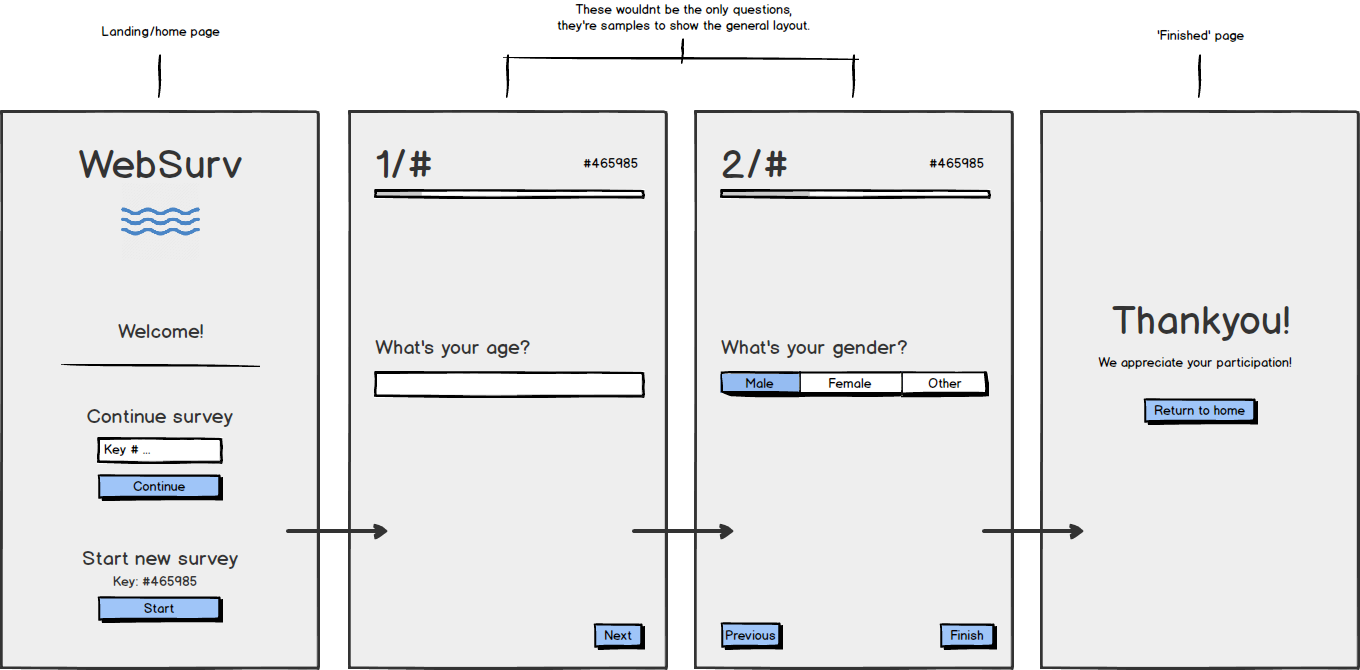 Landing/home page
These wouldnt be the only questions,
they're samples to show the general layout.
'Finished' page
WebSurv
Welcome!
Continue survey
Key # ...
Continue
Start new survey
Key: #465985
Start
1/#
#465985
What's your age?
Next
2/#
#465985
What's your gender?
Male
Female
Other
Previous
Finish
Thankyou!
We appreciate your participation!
Return to home